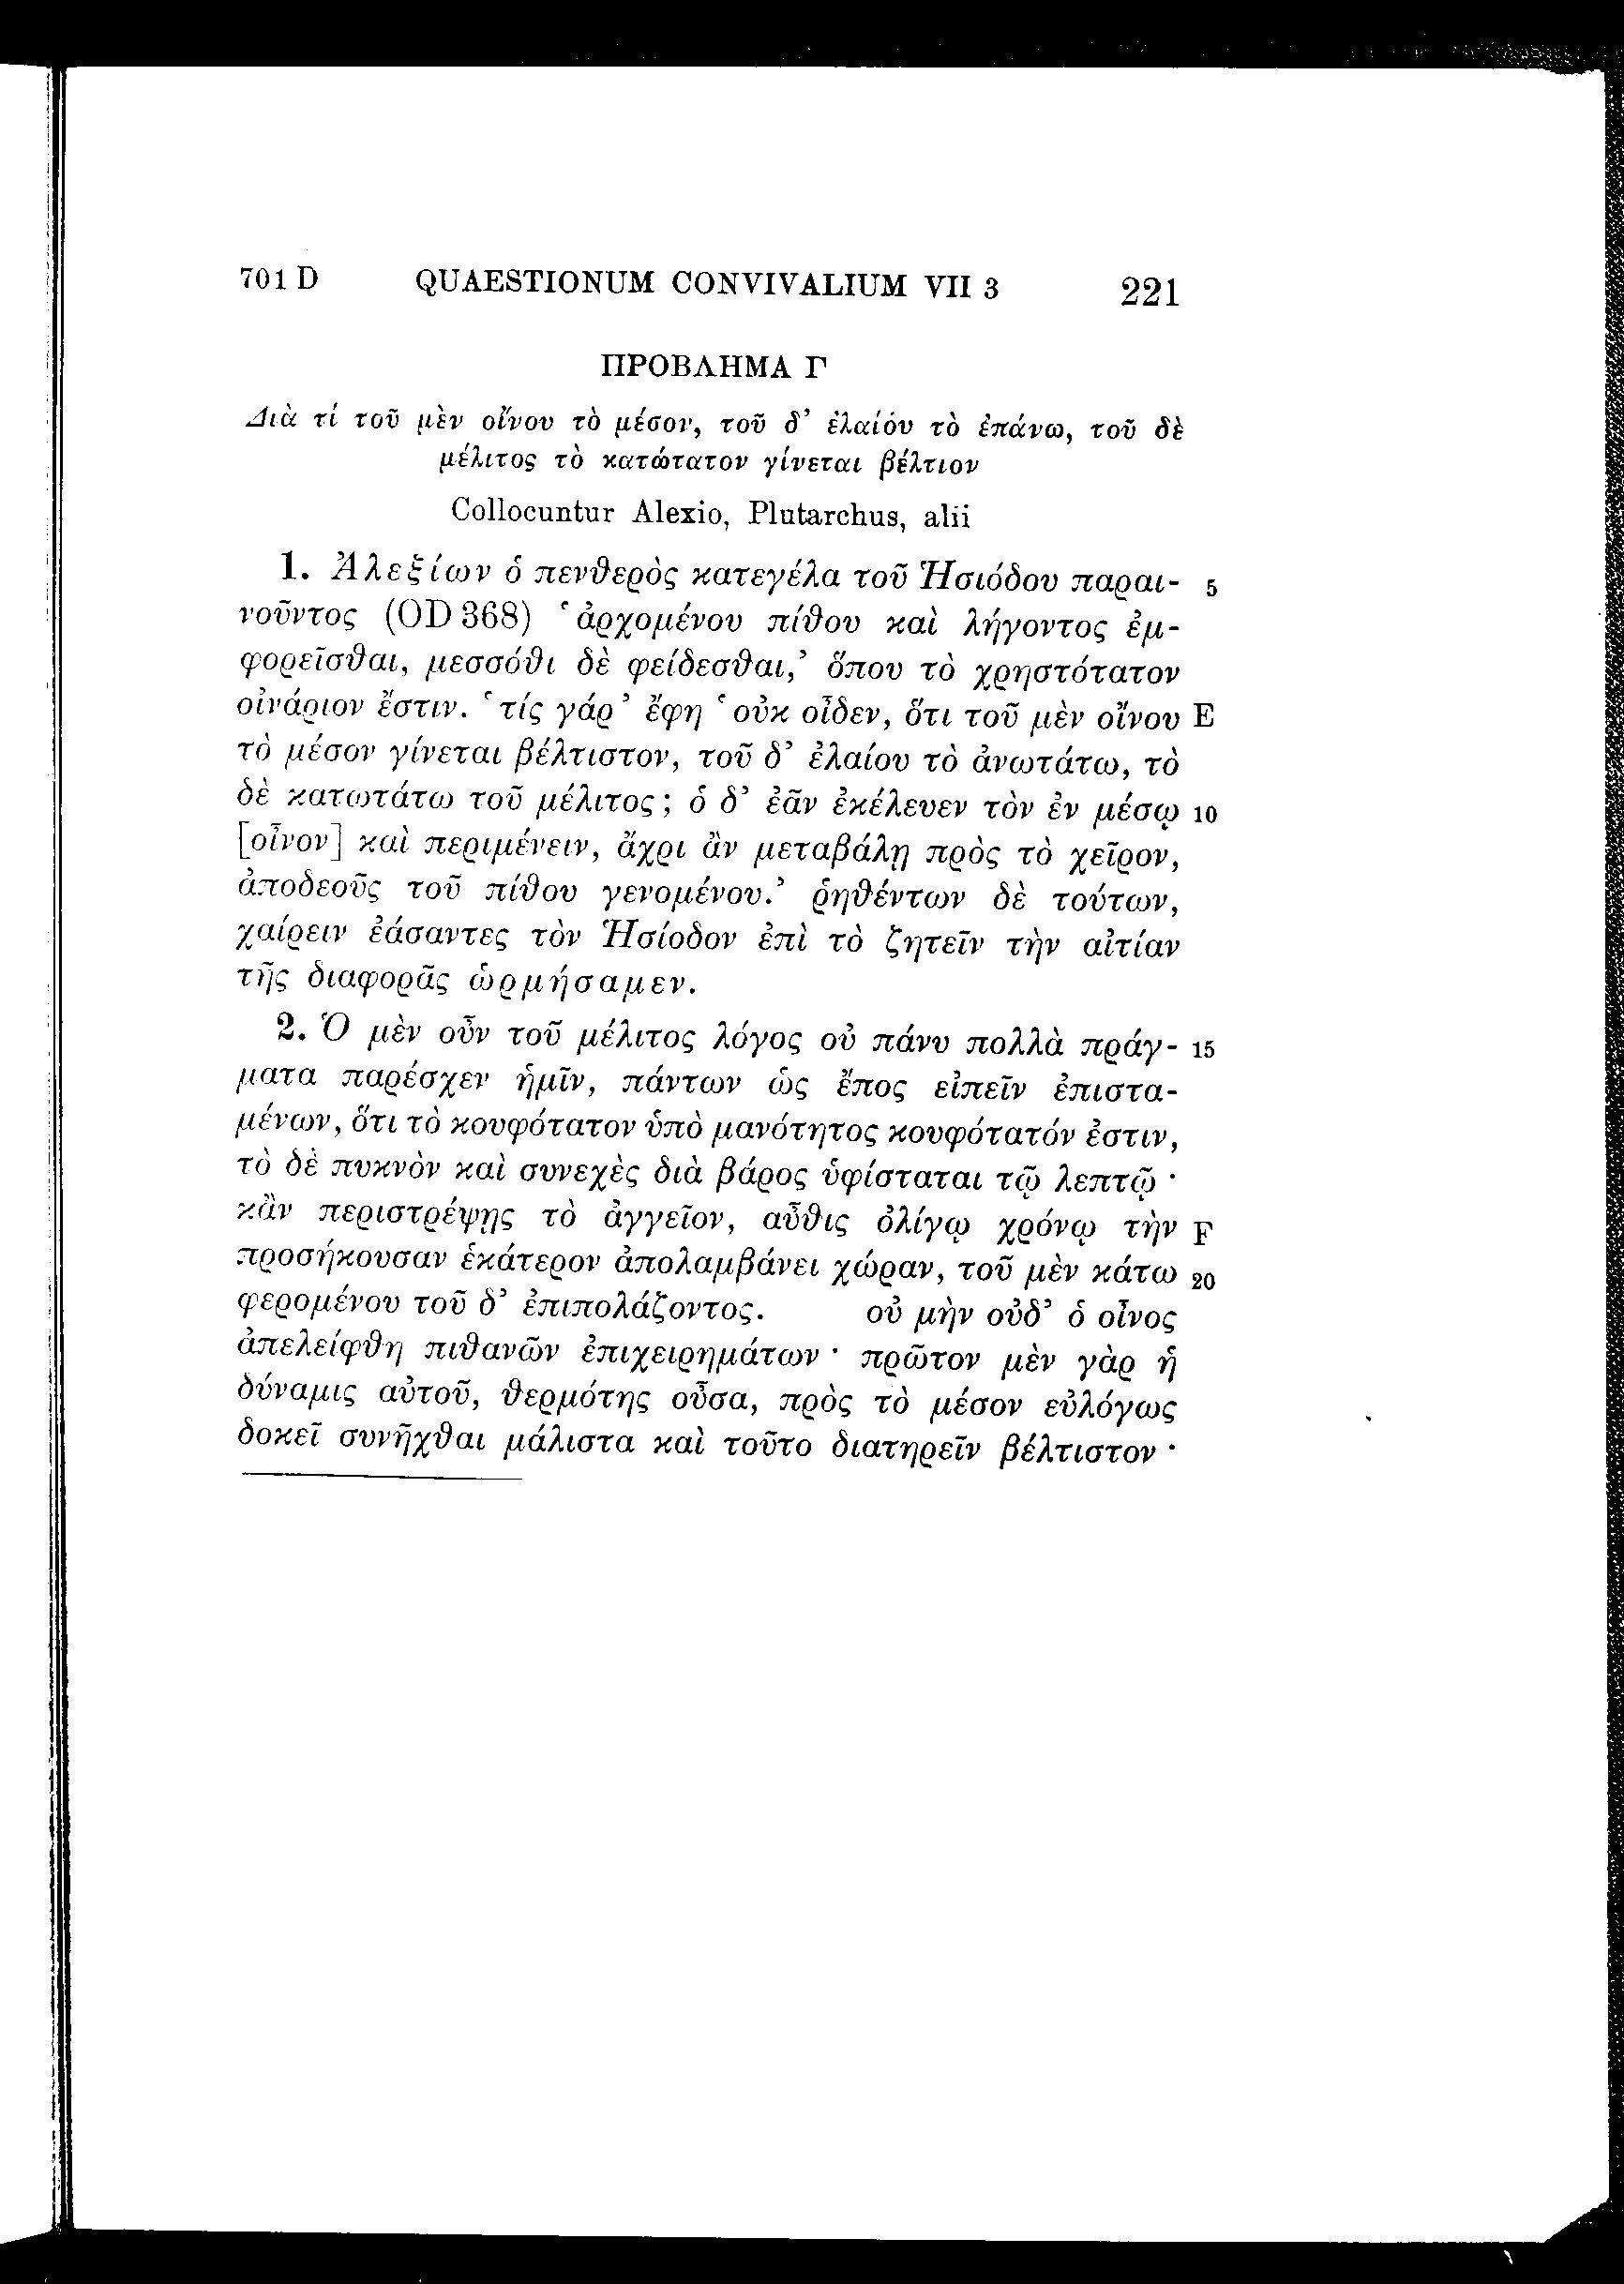 701 D QUAESTIONUM CONVIVALIUM VII 3 221
ΠΡΟΒΛΗΜΑ Γ
Διὰ τί τοῦ μὲν οἴνου τὸ μέσον, τοῦ δ’ ἐλαίου τὸ ἐπάνω, τοῦ δὲ
μέλιτος τὸ κατώτατον γίνεται βέλτιον
Collocuntur Alexio, Plutarchus, alii
1. Ἀλεξίων ὁ πενθερὸς κατεγέλα τοῦ Ἡσιόδου παραι- 5
νοῦντος (OD 368) ‘ἀρχομένου πίθου καὶ λήγοντος ἐμ-
φορεῖσθαι, μεσσόθι δὲ φείδεσθαι,’ ὅπου τὸ χρηστότατον
οἰνάριον ἔστιν. ‘τίς γάρ’ ἔφη ‘οὐκ οἶδεν, ὅτι τοῦ μὲν οἴνου E
τὸ μέσον γίνεται βέλτιστον, τοῦ δ’ ἐλαίου τὸ ἀνωτάτω, τὸ
δὲ κατωτάτω τοῦ μέλιτος; ὁ δ’ ἐᾶν ἐκέλευεν τὸν ἐν μέσῳ 10
[οἶνον] καὶ περιμένειν, ἄχρι ἂν μεταβάλῃ πρὸς τὸ χεῖρον,
ἀποδεοῦς τοῦ πίθου γενομένου.’ ῥηθέντων δὲ τούτων,
χαίρειν ἐάσαντες τὸν Ἡσίοδον ἐπὶ τὸ ζητεῖν τὴν αἰτίαν
τῆς διαφορᾶς ὡρμήσαμεν.
2. Ὁ μὲν οὖν τοῦ μέλιτος λόγος οὐ πάνυ πολλὰ πράγ- 15
ματα παρέσχεν ἡμῖν, πάντων ὡς ἔπος εἰπεῖν ἐπιστα-
μένων, ὅτι τὸ κουφότατον ὑπὸ μανότητος κουφότατόν ἐστιν,
τὸ δὲ πυκνὸν καὶ συνεχὲς διὰ βάρος ὑφίσταται τῷ λεπτῷ ·
κἂν περιστρέψῃς τὸ ἀγγεῖον, αὖθις ὀλίγῳ χρόνῳ τὴν F
προσήκουσαν ἑκάτερον ἀπολαμβάνει χώραν, τοῦ μὲν κάτω 20
φερομένου τοῦ δ’ ἐπιπολάζοντος. οὐ μὴν οὐδ’ ὁ οἶνος
ἀπελείφθη πιθανῶν ἐπιχειρημάτων · πρῶτον μὲν γὰρ ἡ
δύναμις αὐτοῦ, θερμότης οὖσα, πρὸς τὸ μέσον εὐλόγως
δοκεῖ συνῆχθαι μάλιστα καὶ τοῦτο διατηρεῖν βέλτιστον ·